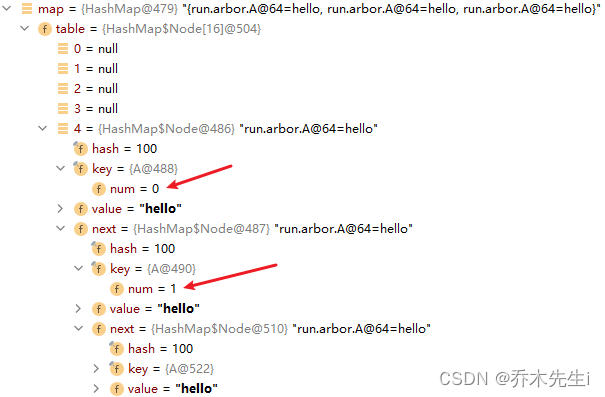 map = {HashMap@479} "{run.arbor.A@64=hello, run.arbor.A@64=hello, run.arbor.A@64=hello}"
f table = {HashMap$Node[16]@504}
0 = null
1 = null
2 = null
3 = null
4 = {HashMap$Node@486} "run.arbor.A@64=hello"
f hash = 100
f key = {A@488}
f num = 0
f value = "hello"
f next = {HashMap$Node@487} "run.arbor.A@64=hello"
f hash = 100
f key = {A@490}
f num = 1
f value = "hello"
f next = {HashMap$Node@510} "run.arbor.A@64=hello"
f hash = 100
f key = {A@522}
f value = "hello"
CSDN @乔木先生i